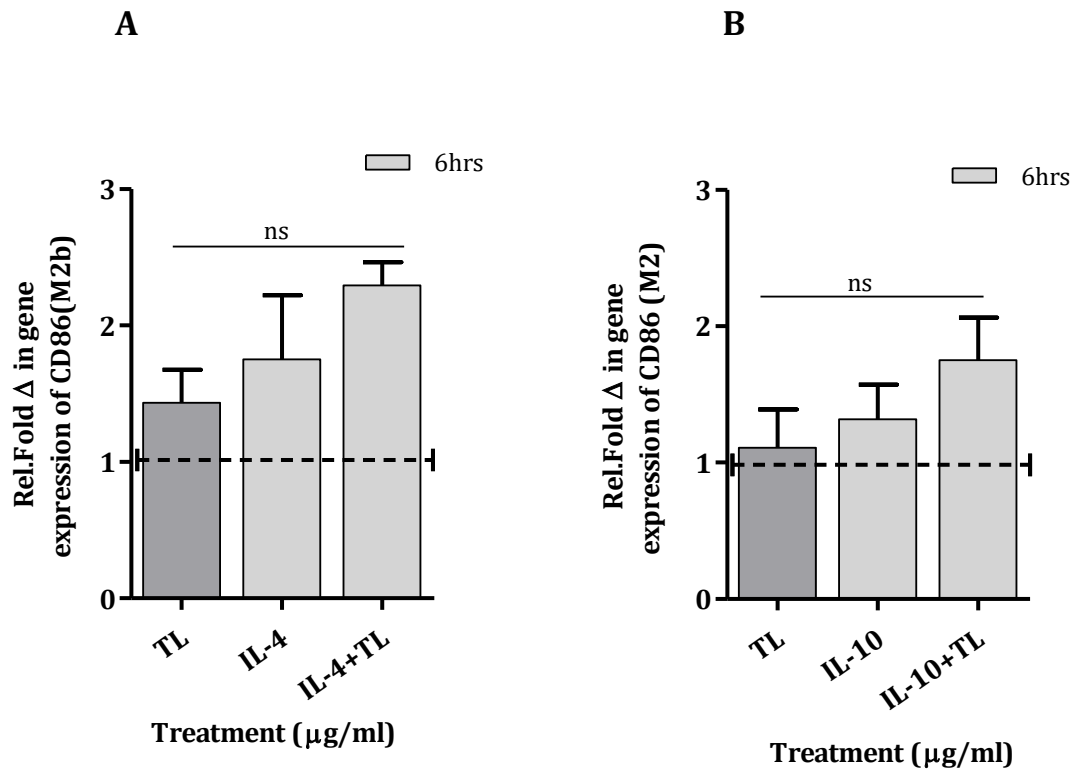 A
6hrs
3
2
1
0
ns
Rel.Fold Δ in gene
expression of CD86(M2b)
TL
IL-4
IL-4+TL
Treatment (μg/ml)
B
6hrs
3
2
1
0
ns
Rel.Fold Δ in gene
expression of CD86 (M2)
TL
IL-10
IL-10+TL
Treatment (μg/ml)